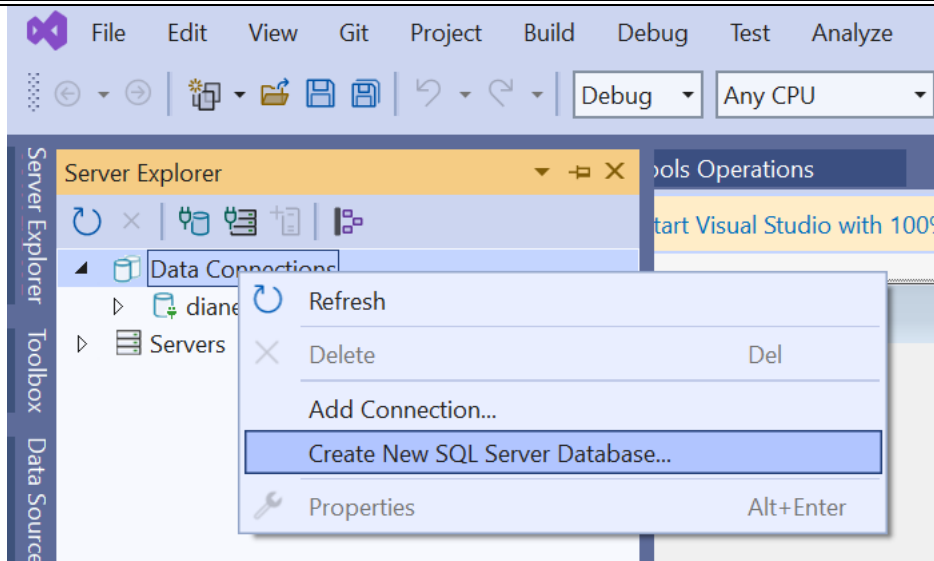 File Edit View Git Project Build Debug Test Analyze
Debug Any CPU
Server Explorer
Toolbox
Data Source
Server Explorer
ools Operations
tart Visual Studio with 100%
Data Connections
diane
Servers
Refresh
Delete Del
Add Connection...
Create New SQL Server Database...
Properties Alt+Enter